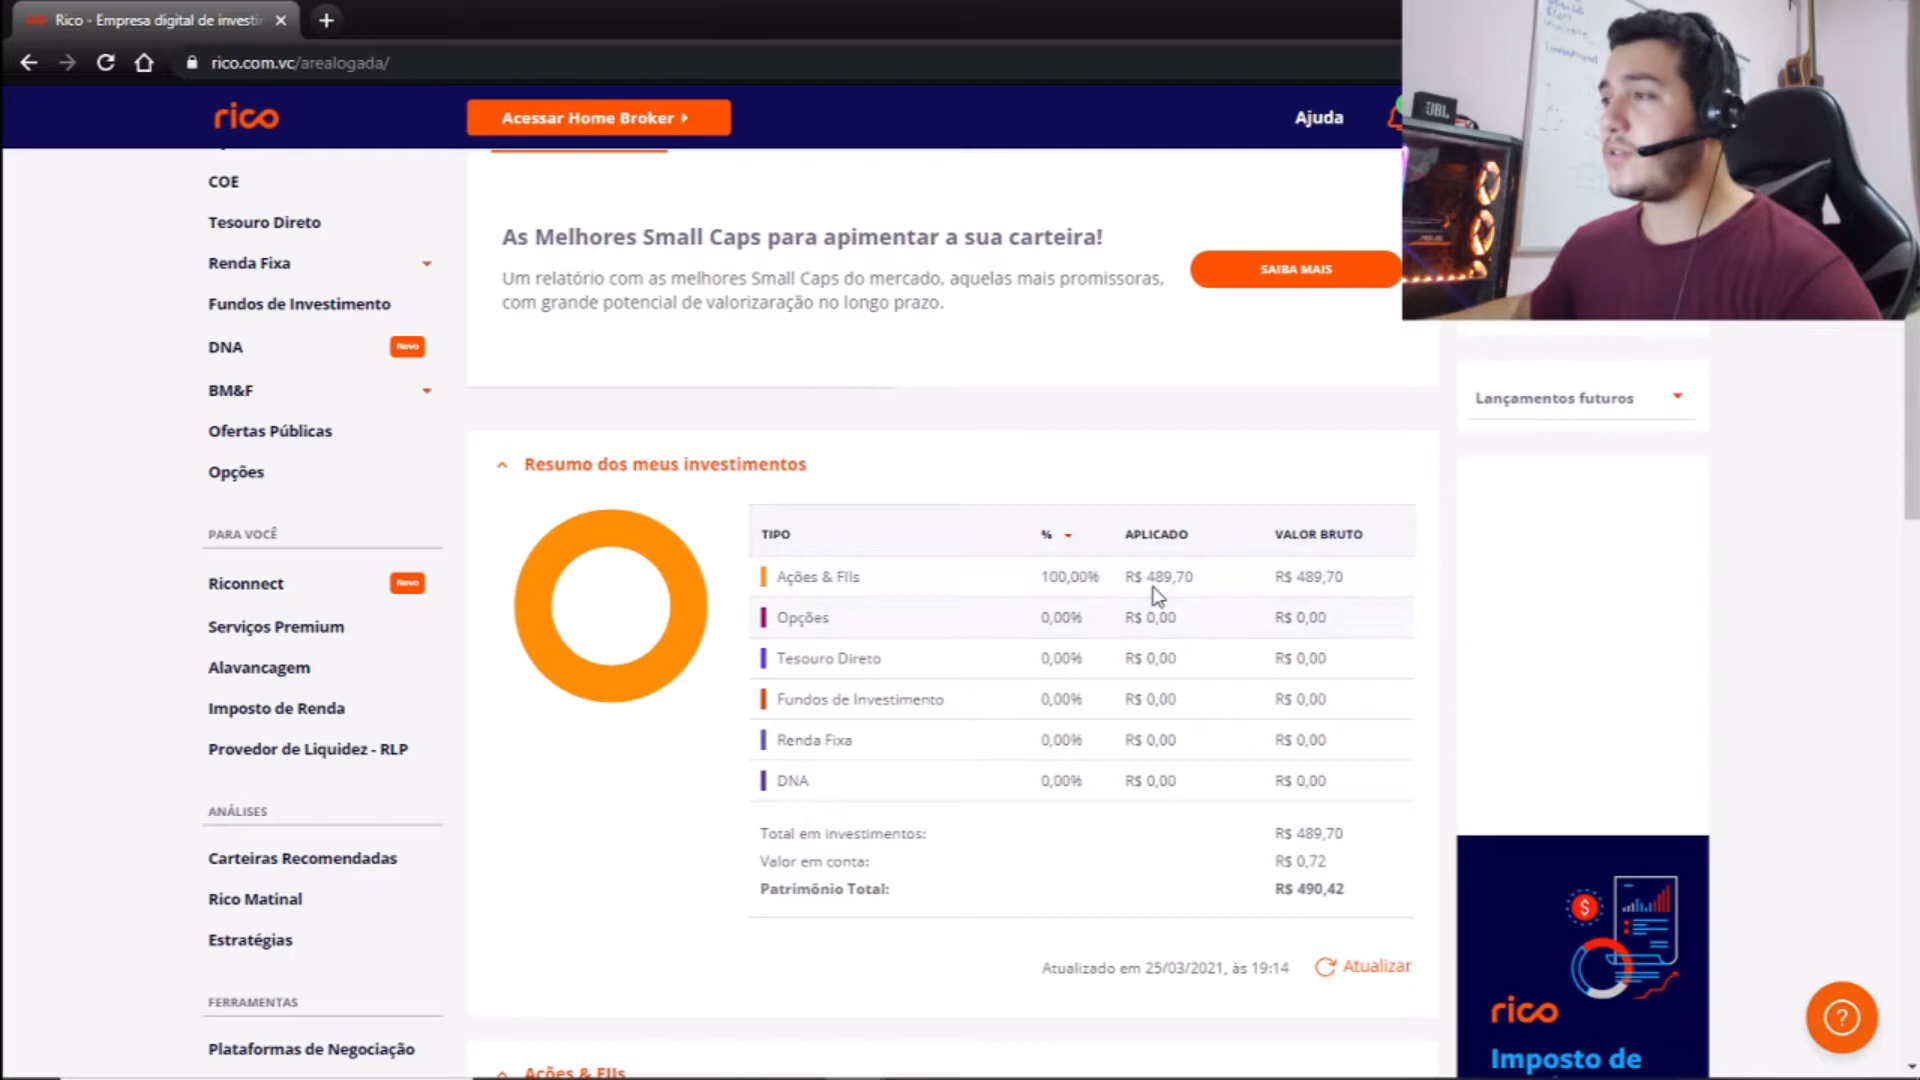 Rico - Empresa digital de investi
rico.com.vc/arealogada/
rico
Acessar Home Broker
Ajuda
JBL
COE
Tesouro Direto
Renda Fixa
Fundos de Investimento
DNA
Novo
BM&F
Ofertas Públicas
Opções
PARA VOCÊ
Riconnect
Novo
Serviços Premium
Alavancagem
Imposto de Renda
Provedor de Liquidez - RLP
ANÁLISES
Carteiras Recomendadas
Rico Matinal
Estratégias
FERRAMENTAS
Plataformas de Negociação
As Melhores Small Caps para apimentar a sua carteira!
Um relatório com as melhores Small Caps do mercado, aquelas mais promissoras,
com grande potencial de valorizaração no longo prazo.
SAIBA MAIS
Resumo dos meus investimentos
TIPO % APLICADO VALOR BRUTO
Ações & FIIs 100,00% R$ 489,70 R$ 489,70
Opções 0,00% R$ 0,00 R$ 0,00
Tesouro Direto 0,00% R$ 0,00 R$ 0,00
Fundos de Investimento 0,00% R$ 0,00 R$ 0,00
Renda Fixa 0,00% R$ 0,00 R$ 0,00
DNA 0,00% R$ 0,00 R$ 0,00
Total em investimentos: R$ 489,70
Valor em conta: R$ 0,72
Patrimônio Total: R$ 490,42
Atualizado em 25/03/2021, às 19:14 Atualizar
Ações & FIIs
Lançamentos futuros
$
rico
Imposto de
?